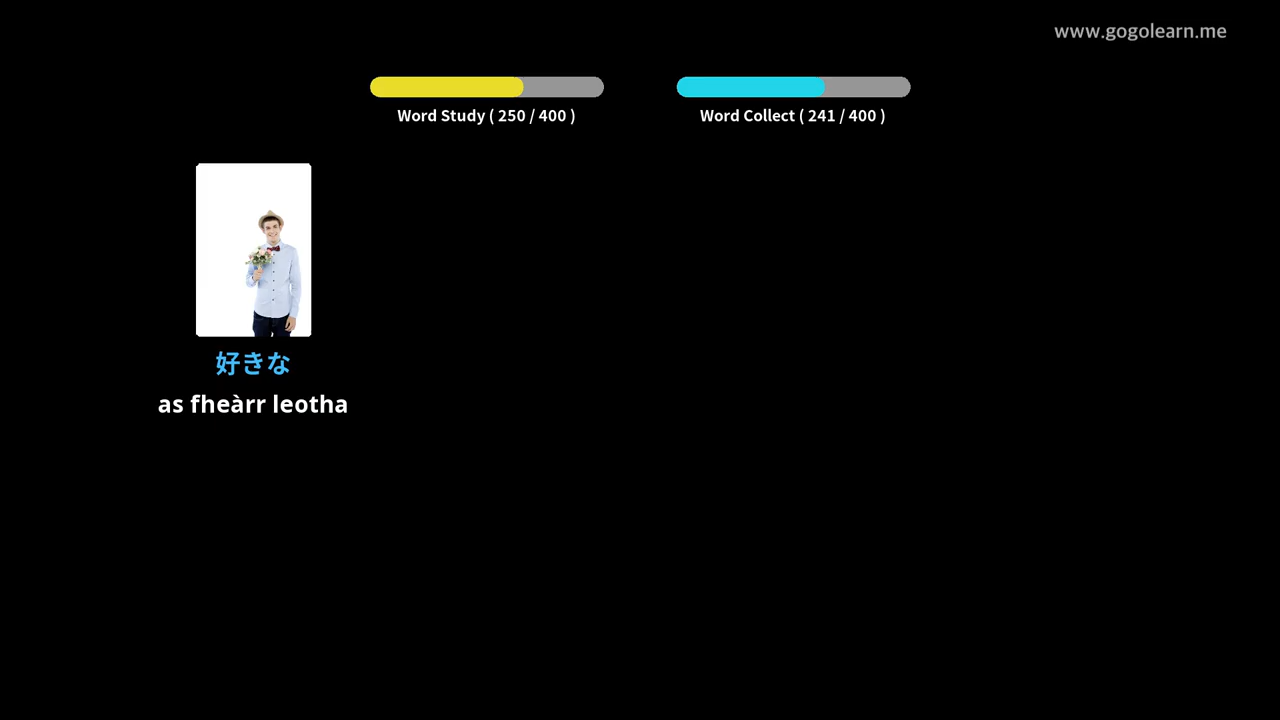 www.gogolearn.me
Word Study ( 250 / 400 )
Word Collect ( 241 / 400 )
好きな
as fheàrr leotha